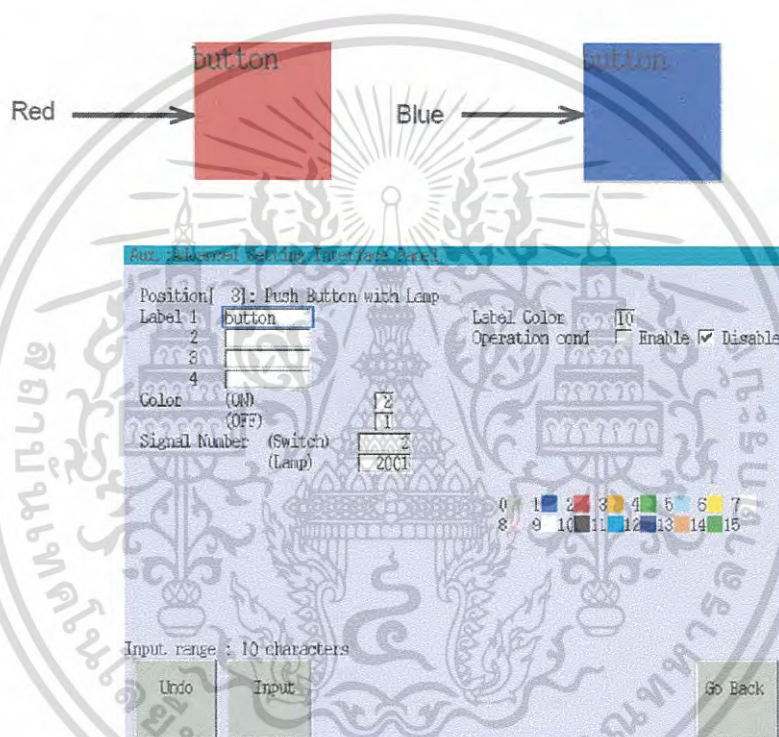 button
button
Red
Blue
Aux. Advanced Setting Interface Panel
Position[ 3]: Push Button with Lamp
Label 1 button
Label Color 10
2
Operation cond Enable Disable
3
4
Color (ON) 2
(OFF) 1
Signal Number (Switch) 2
(Lamp) 2001
0 1 2 3 4 5 6 7
8 9 10 11 12 13 14 15
Input range : 10 characters
Undo
Input
Go Back